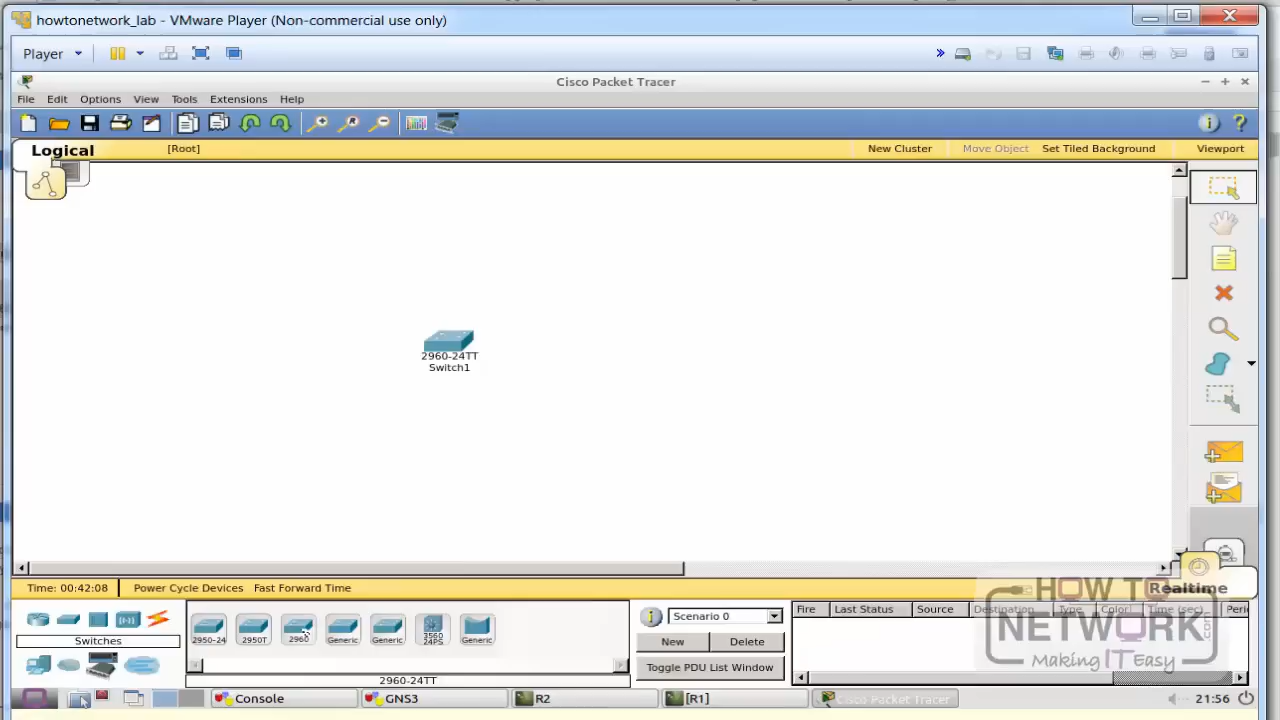 howtonetwork_lab - VMware Player (Non-commercial use only)
Player
»
Cisco Packet Tracer
File Edit Options View Tools Extensions Help
Logical [Root] New Cluster Move Object Set Tiled Background Viewport
2960-24TT
Switch1
Time: 00:42:08 Power Cycle Devices Fast Forward Time Realtime
Switches
2950-24 2950T 2960 Generic Generic 3560 24PS Generic
2960-24TT
Scenario 0
New Delete
Toggle PDU List Window
Fire Last Status Source Destination Type Color Time (sec) Peri
HOW TO
NETWORK.com
Making IT Easy
Console GNS3 R2 [R1] Cisco Packet Tracer 21:56